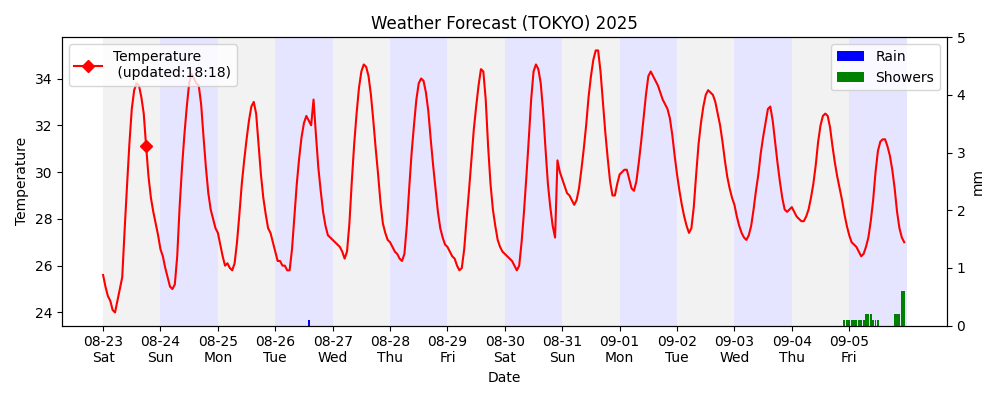 Weather Forecast (TOKYO) 2025
Temperature
(updated:18:18)
Rain
Showers
Temperature
34
32
30
28
26
24
5
4
3
2
1
0
mm
08-23 08-24 08-25 08-26 08-27 08-28 08-29 08-30 08-31 09-01 09-02 09-03 09-04 09-05
Sat Sun Mon Tue Wed Thu Fri Sat Sun Mon Tue Wed Thu Fri
Date